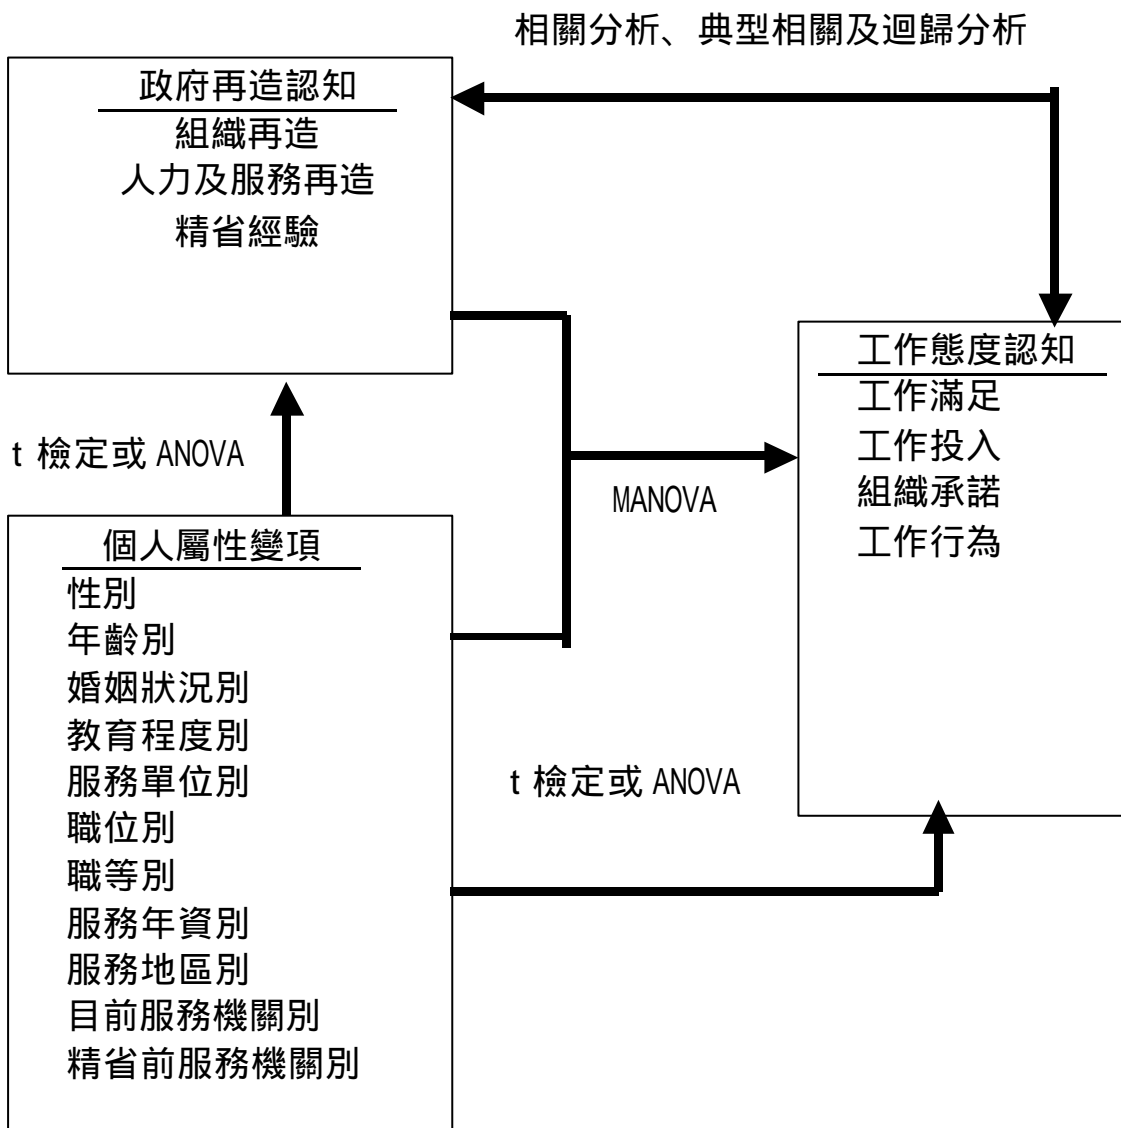 相關分析、典型相關及迴歸分析
政府再造認知
組織再造
人力及服務再造
精省經驗
工作態度認知
工作滿足
工作投入
組織承諾
工作行為
t 檢定或 ANOVA
MANOVA
個人屬性變項
性別
年齡別
婚姻狀況別
教育程度別
服務單位別
職位別
職等別
服務年資別
服務地區別
目前服務機關別
精省前服務機關別
t 檢定或 ANOVA